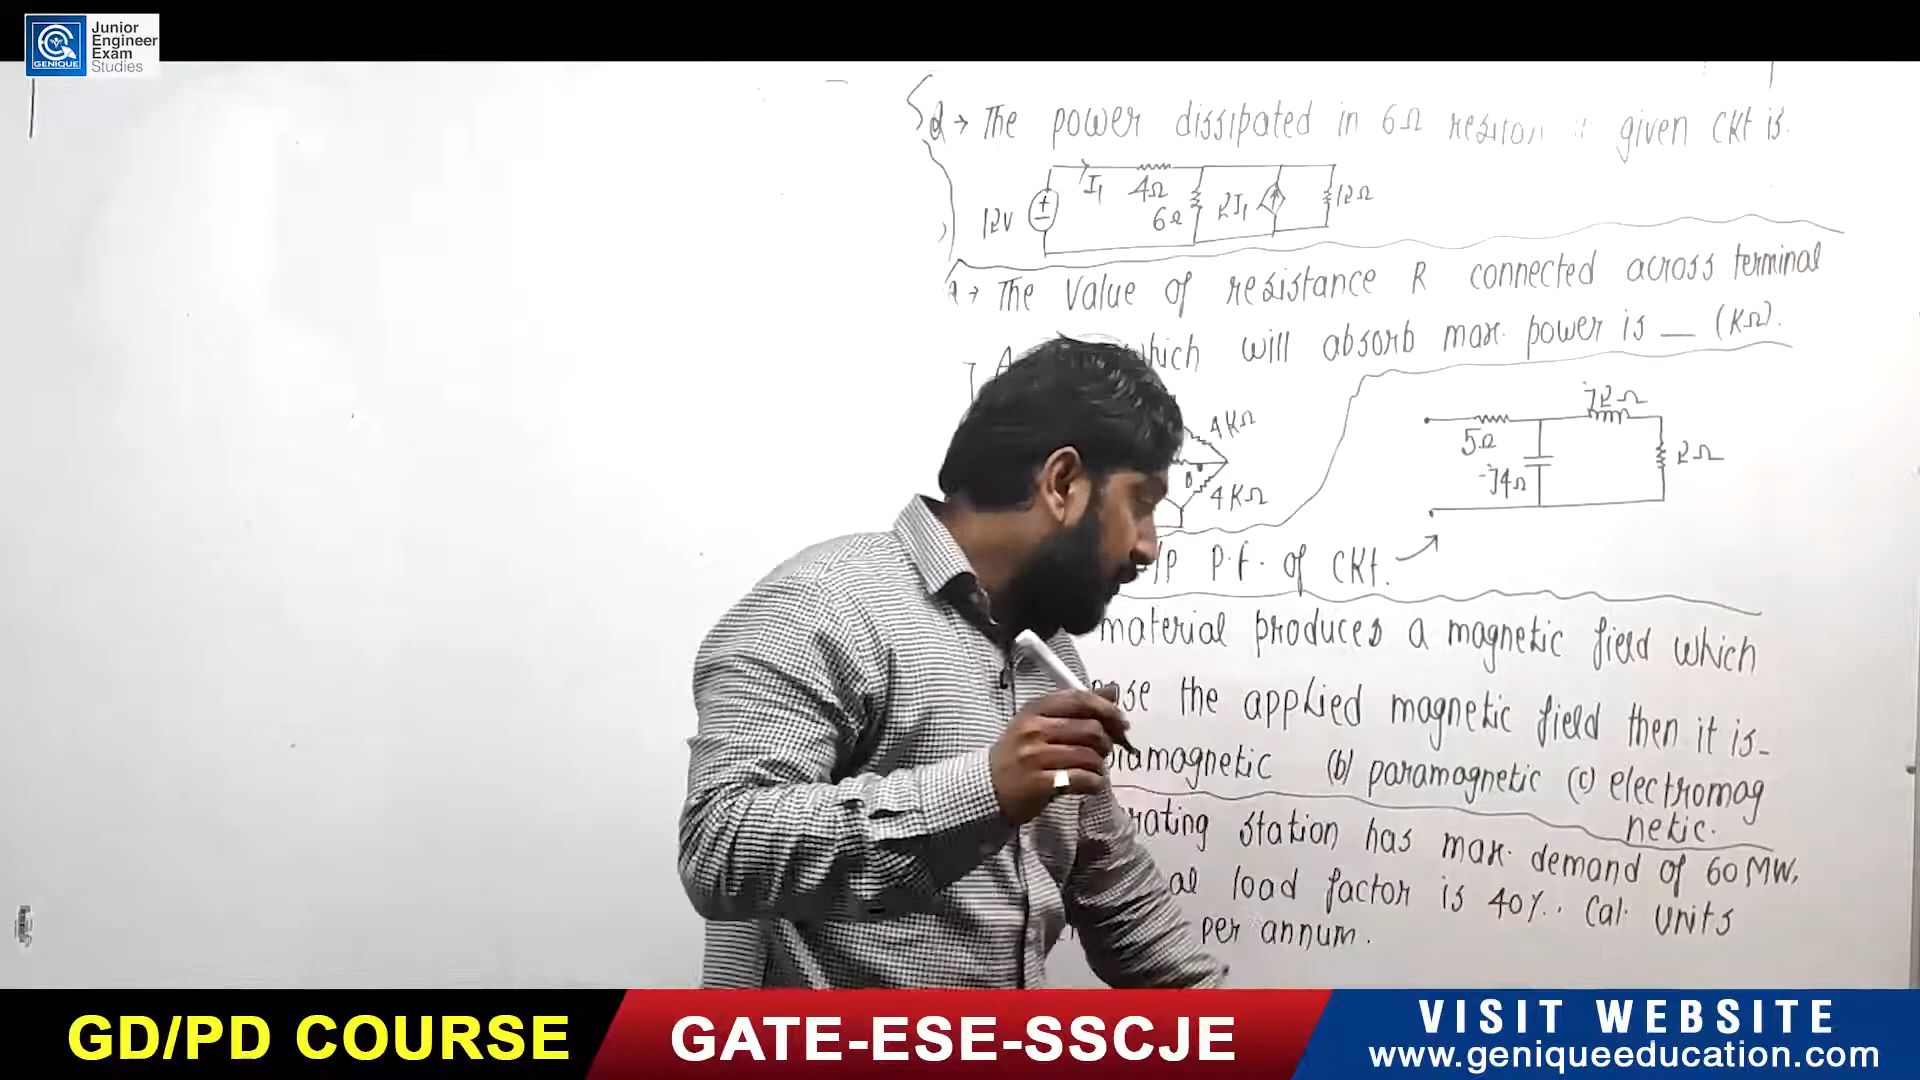 Junior
Engineer
Exam
Studies
GENIQUE
Q → The power dissipated in 6Ω given CKt is.
12V
I₁
4Ω
6Ω
2I₁
12Ω
Q → The value of resistance R connected across terminal
which will absorb max. power is __ (KΩ).
4KΩ
4KΩ
5Ω
j2Ω
-j4Ω
2Ω
P.F. of CKt.
material produces a magnetic field which
the applied magnetic field then it is-
(b) paramagnetic (c) electromag
netic.
station has max. demand of 60MW,
load factor is 40%. Cal. units
per annum.
GD/PD COURSE
GATE-ESE-SSCJE
VISIT WEBSITE
www.geniqueeducation.com